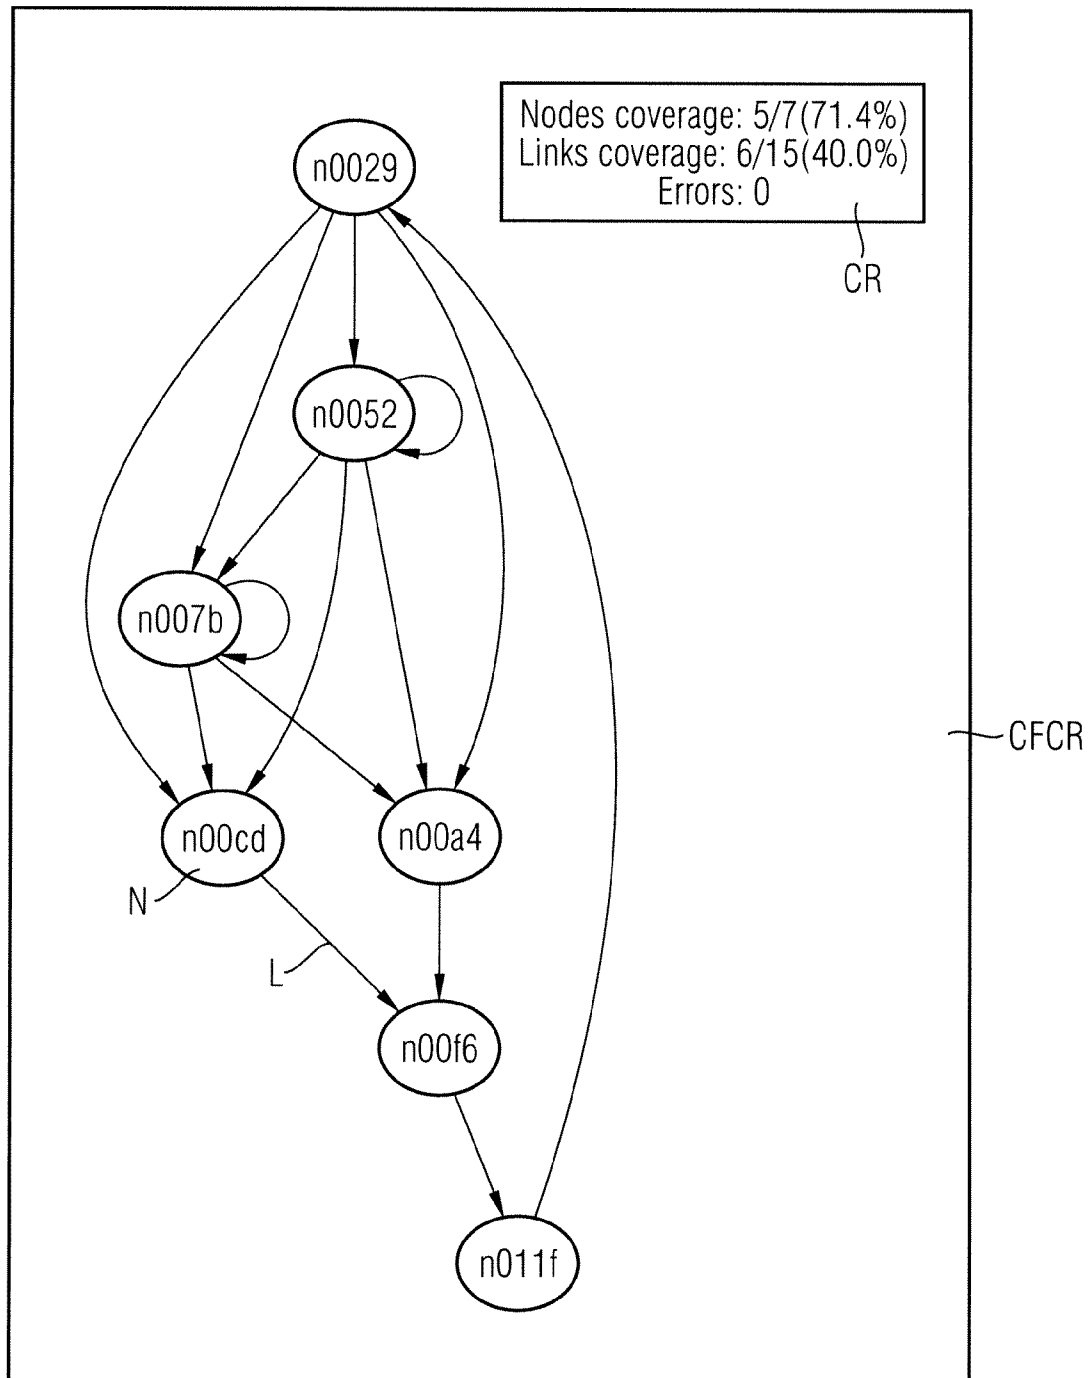 n0029
Nodes coverage: 5/7(71.4%)
Links coverage: 6/15(40.0%)
Errors: 0
CR
n0052
n007b
CFCR
n00cd
n00a4
N
L
n00f6
n011f